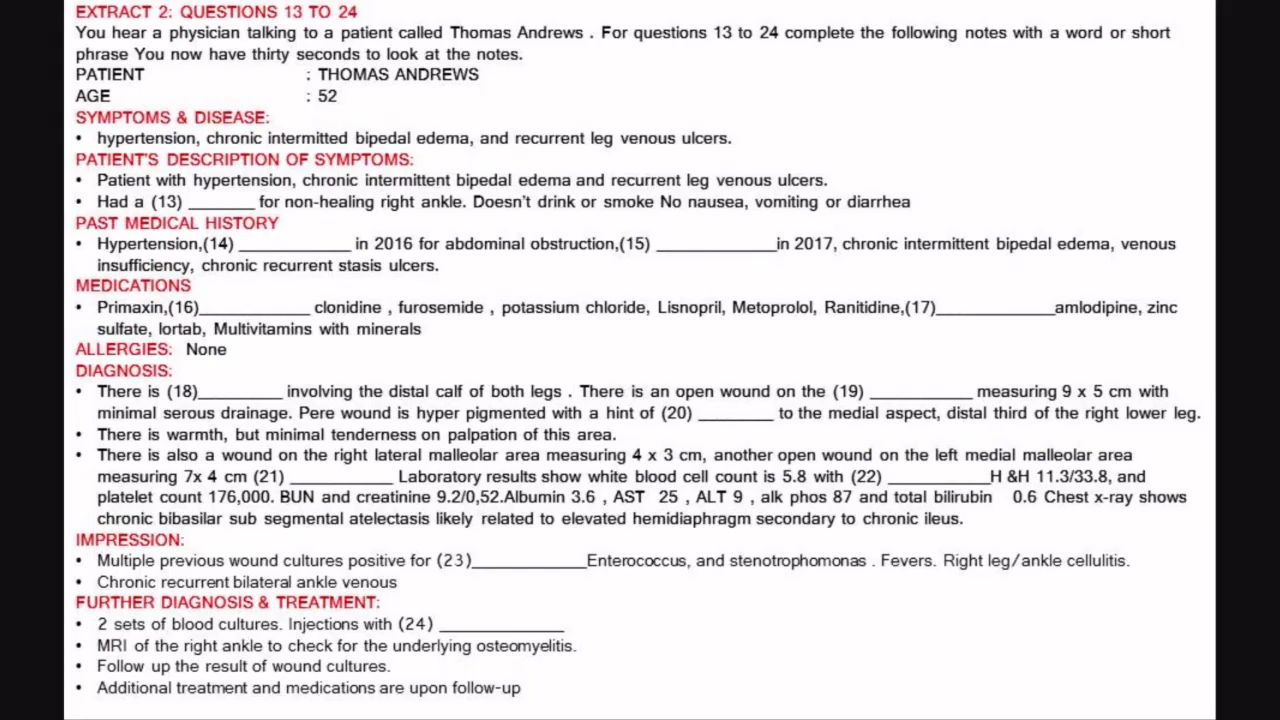 EXTRACT 2: QUESTIONS 13 TO 24
You hear a physician talking to a patient called Thomas Andrews . For questions 13 to 24 complete the following notes with a word or short
phrase You now have thirty seconds to look at the notes.
PATIENT : THOMAS ANDREWS
AGE : 52
SYMPTOMS & DISEASE:
• hypertension, chronic intermitted bipedal edema, and recurrent leg venous ulcers.
PATIENT'S DESCRIPTION OF SYMPTOMS:
• Patient with hypertension, chronic intermittent bipedal edema and recurrent leg venous ulcers.
• Had a (13) _______ for non-healing right ankle. Doesn't drink or smoke No nausea, vomiting or diarrhea
PAST MEDICAL HISTORY
• Hypertension,(14) ____________ in 2016 for abdominal obstruction,(15) _____________in 2017, chronic intermittent bipedal edema, venous
insufficiency, chronic recurrent stasis ulcers.
MEDICATIONS
• Primaxin,(16)____________ clonidine , furosemide , potassium chloride, Lisnopril, Metoprolol, Ranitidine,(17)_____________amlodipine, zinc
sulfate, lortab, Multivitamins with minerals
ALLERGIES: None
DIAGNOSIS:
• There is (18)_________ involving the distal calf of both legs . There is an open wound on the (19) ___________ measuring 9 x 5 cm with
minimal serous drainage. Pere wound is hyper pigmented with a hint of (20) ________ to the medial aspect, distal third of the right lower leg.
• There is warmth, but minimal tenderness on palpation of this area.
• There is also a wound on the right lateral malleolar area measuring 4 x 3 cm, another open wound on the left medial malleolar area
measuring 7x 4 cm (21) ___________ Laboratory results show white blood cell count is 5.8 with (22) ___________H &H 11.3/33.8, and
platelet count 176,000. BUN and creatinine 9.2/0,52.Albumin 3.6 , AST 25 , ALT 9 , alk phos 87 and total bilirubin 0.6 Chest x-ray shows
chronic bibasilar sub segmental atelectasis likely related to elevated hemidiaphragm secondary to chronic ileus.
IMPRESSION:
• Multiple previous wound cultures positive for (23)_____________Enterococcus, and stenotrophomonas . Fevers. Right leg/ankle cellulitis.
• Chronic recurrent bilateral ankle venous
FURTHER DIAGNOSIS & TREATMENT:
• 2 sets of blood cultures. Injections with (24) ______________
• MRI of the right ankle to check for the underlying osteomyelitis.
• Follow up the result of wound cultures.
• Additional treatment and medications are upon follow-up